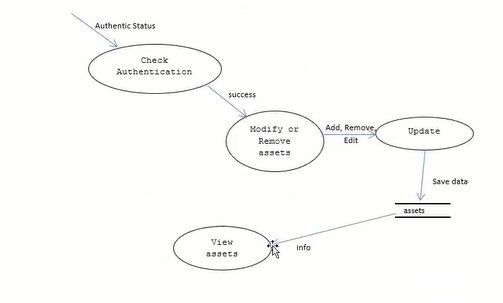 Authentic Status
Check
Authentication
success
Modify or
Remove
assets
Add, Remove,
Edit
Update
Save data
assets
info
View
assets